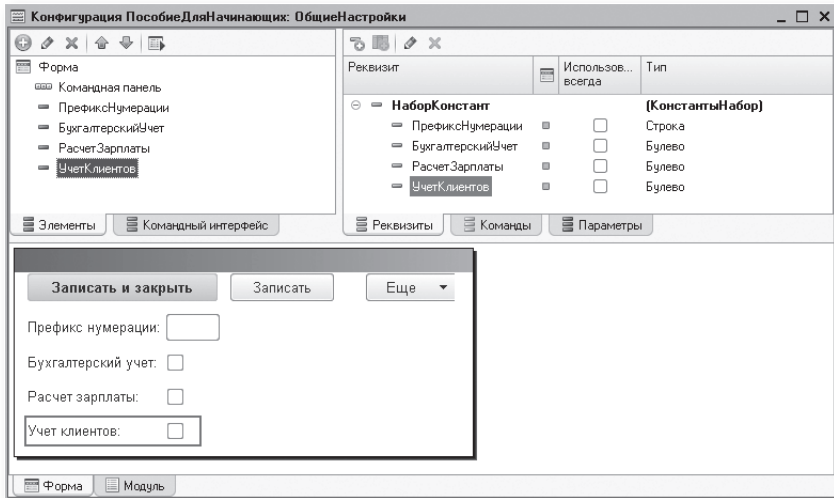 Конфигурация ПособиеДляНачинающих: ОбщиеНастройки
Форма
Командная панель
ПрефиксНумерации
БухгалтерскийУчет
РасчетЗарплаты
УчетКлиентов
Элементы
Командный интерфейс
Реквизит
Использов... всегда
Тип
НаборКонстант (КонстантыНабор)
ПрефиксНумерации Строка
БухгалтерскийУчет Булево
РасчетЗарплаты Булево
УчетКлиентов Булево
Реквизиты
Команды
Параметры
Записать и закрыть
Записать
Еще
Префикс нумерации:
Бухгалтерский учет:
Расчет зарплаты:
Учет клиентов:
Форма
Модуль